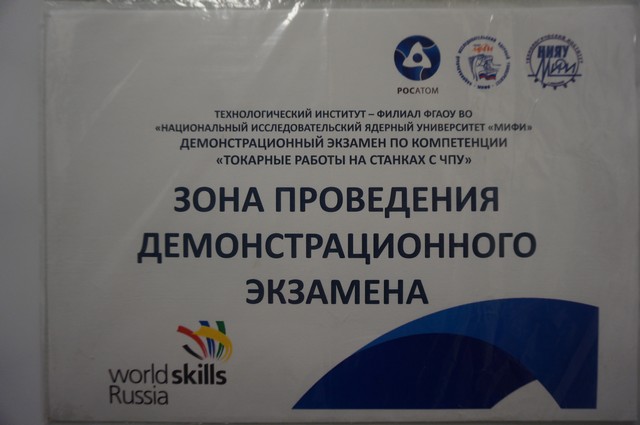 РОСАТОМ
НИЯУ
МИФИ
ТЕХНОЛОГИЧЕСКИЙ ИНСТИТУТ – ФИЛИАЛ ФГАОУ ВО
«НАЦИОНАЛЬНЫЙ ИССЛЕДОВАТЕЛЬСКИЙ ЯДЕРНЫЙ УНИВЕРСИТЕТ «МИФИ»
ДЕМОНСТРАЦИОННЫЙ ЭКЗАМЕН ПО КОМПЕТЕНЦИИ
«ТОКАРНЫЕ РАБОТЫ НА СТАНКАХ С ЧПУ»
ЗОНА ПРОВЕДЕНИЯ
ДЕМОНСТРАЦИОННОГО
ЭКЗАМЕНА
worldskills
Russia